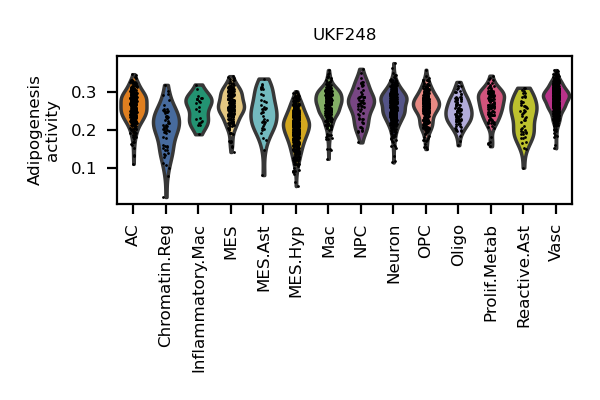 UKF248
Adipogenesis
activity
0.3
0.2
0.1
AC
Chromatin.Reg
Inflammatory.Mac
MES
MES.Ast
MES.Hyp
Mac
NPC
Neuron
OPC
Oligo
Prolif.Metab
Reactive.Ast
Vasc